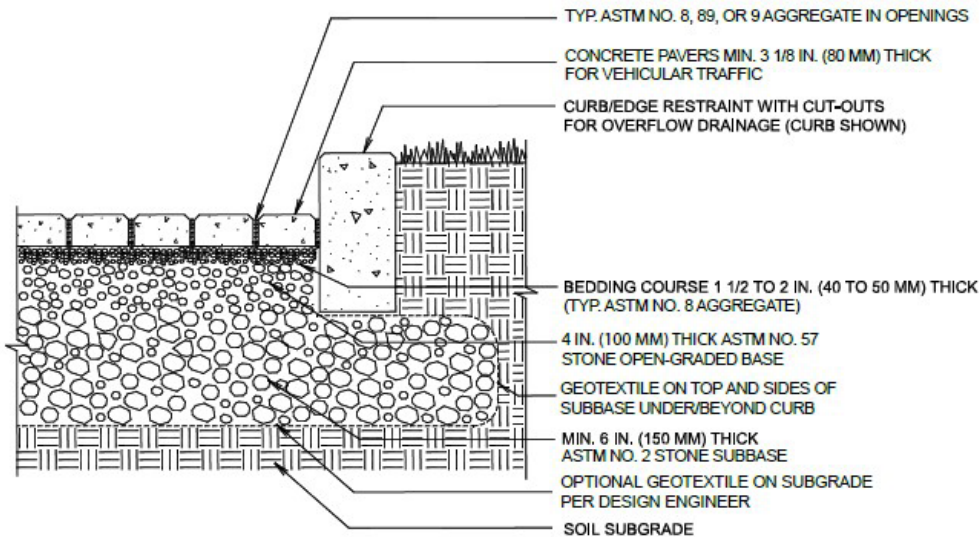 TYP. ASTM NO. 8, 89, OR 9 AGGREGATE IN OPENINGS
CONCRETE PAVERS MIN. 3 1/8 IN. (80 MM) THICK
FOR VEHICULAR TRAFFIC
CURB/EDGE RESTRAINT WITH CUT-OUTS
FOR OVERFLOW DRAINAGE (CURB SHOWN)
BEDDING COURSE 1 1/2 TO 2 IN. (40 TO 50 MM) THICK
(TYP. ASTM NO. 8 AGGREGATE)
4 IN. (100 MM) THICK ASTM NO. 57
STONE OPEN-GRADED BASE
GEOTEXTILE ON TOP AND SIDES OF
SUBBASE UNDER/BEYOND CURB
MIN. 6 IN. (150 MM) THICK
ASTM NO. 2 STONE SUBBASE
OPTIONAL GEOTEXTILE ON SUBGRADE
PER DESIGN ENGINEER
SOIL SUBGRADE